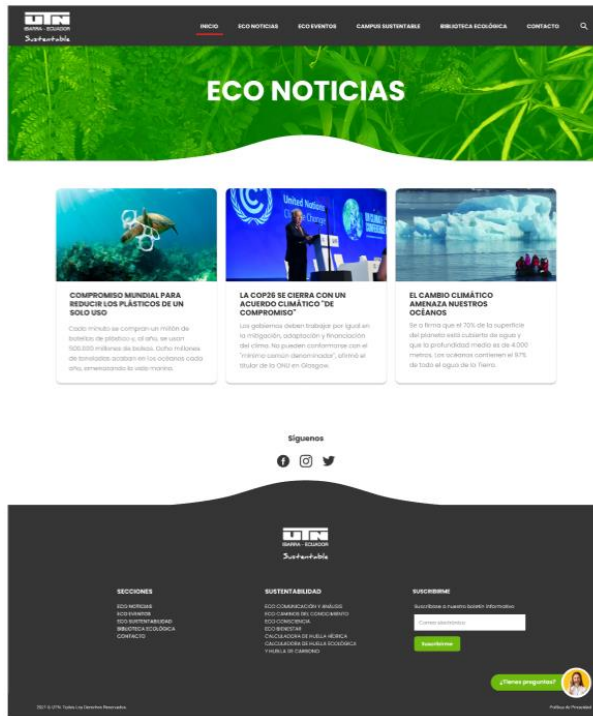 UTN
IBARRA - ECUADOR
Sustentable
INICIO ECO NOTICIAS ECO EVENTOS CAMPUS SUSTENTABLE BIBLIOTECA ECOLÓGICA CONTACTO
ECO NOTICIAS
United Nations
COMPROMISO MUNDIAL PARA
REDUCIR LOS PLÁSTICOS DE UN
SOLO USO
Cada minuto se compran un millón de
botellas de plástico y, al año, se usan
500.000 millones de bolsas. Ocho millones
de toneladas acaban en los océanos cada
año, amenazando la vida marina.
LA COP26 SE CIERRA CON UN
ACUERDO CLIMÁTICO "DE
COMPROMISO"
Los gobiernos deben trabajar por igual en
la mitigación, adaptación y financiación
del clima. No pueden conformarse con el
"mínimo común denominador", afirmó el
titular de la ONU en Glasgow.
EL CAMBIO CLIMÁTICO
AMENAZA NUESTROS
OCÉANOS
Se a firma que el 70% de la superficie
del planeta está cubierta de agua y
que la profundidad media es de 4.000
metros. Los océanos contienen el 97%
de todo el agua de la Tierra.
Síguenos
UTN
IBARRA - ECUADOR
Sustentable
SECCIONES
ECO NOTICIAS
ECO EVENTOS
ECO SUSTENTABILIDAD
BIBLIOTECA ECOLÓGICA
CONTACTO
SUSTENTABILIDAD
ECO COMUNICACIÓN Y ANÁLISIS
ECO CAMINOS DEL CONOCIMIENTO
ECO CONSCIENCIA
ECO BIENESTAR
CALCULADORA DE HUELLA HÍDRICA
CALCULADORA DE HUELLA ECOLÓGICA
Y HUELLA DE CARBONO
SUSCRIBIRME
Suscríbase a nuestro boletín informativo
Correo electrónico
Suscribirme
¿Tienes preguntas?
2021 © UTN. Todos Los Derechos Reservados.
Política de Privacidad